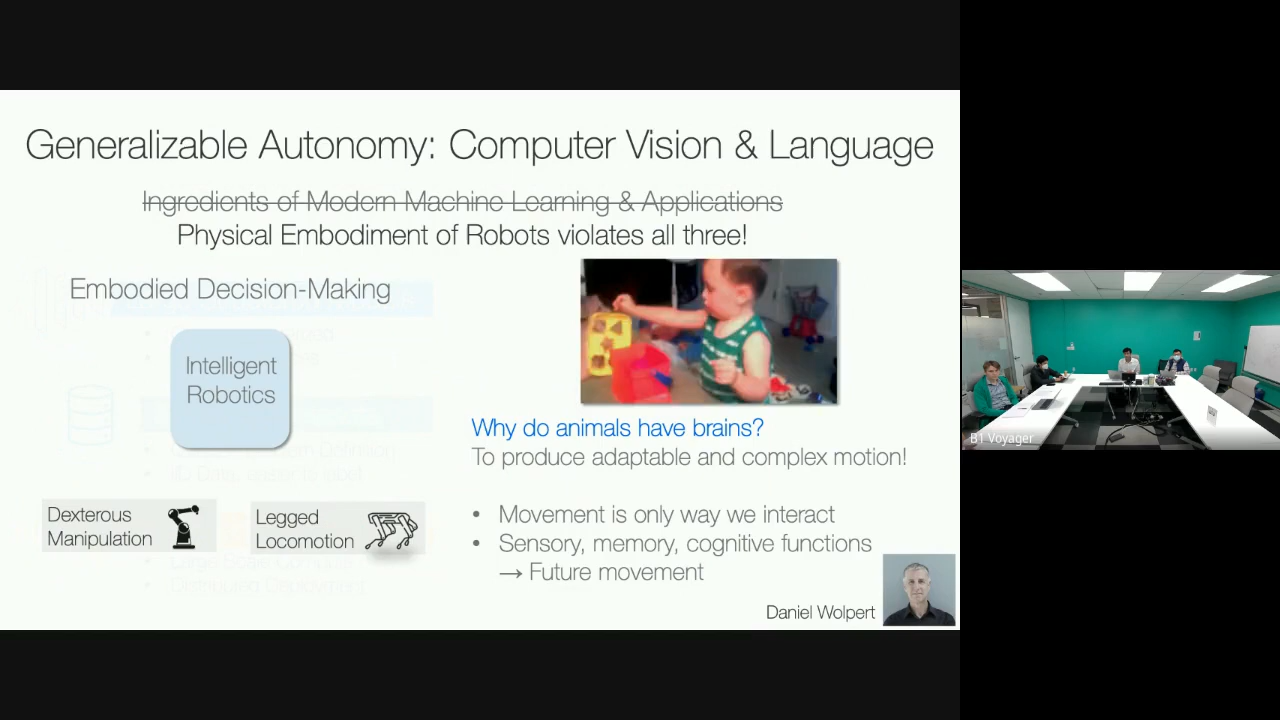 Generalizable Autonomy: Computer Vision & Language
Ingredients of Modern Machine Learning & Applications
Physical Embodiment of Robots violates all three!
Embodied Decision-Making
Intelligent
Robotics
Dexterous
Manipulation
Legged
Locomotion
Why do animals have brains?
To produce adaptable and complex motion!
• Movement is only way we interact
• Sensory, memory, cognitive functions
→ Future movement
Daniel Wolpert
B1 Voyager